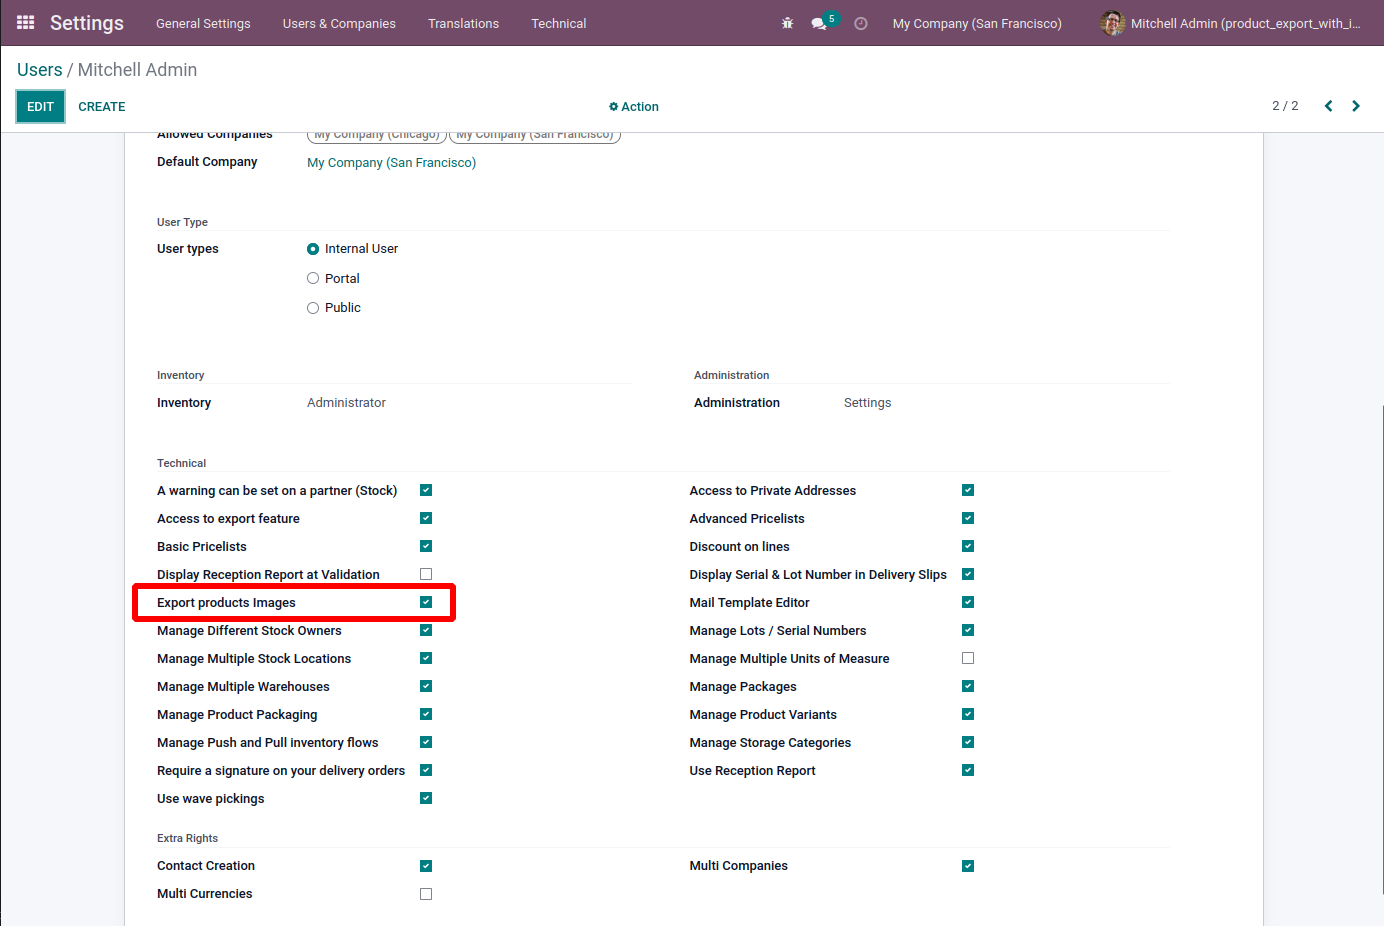 Settings General Settings Users & Companies Translations Technical 5 My Company (San Francisco) Mitchell Admin (product_export_with_i...
Users / Mitchell Admin
EDIT CREATE Action 2 / 2
Allowed Companies My Company (Chicago) My Company (San Francisco)
Default Company My Company (San Francisco)
User Type
User types Internal User
Portal
Public
Inventory Administration
Inventory Administrator Administration Settings
Technical
A warning can be set on a partner (Stock) Access to Private Addresses
Access to export feature Advanced Pricelists
Basic Pricelists Discount on lines
Display Reception Report at Validation Display Serial & Lot Number in Delivery Slips
Export products Images Mail Template Editor
Manage Different Stock Owners Manage Lots / Serial Numbers
Manage Multiple Stock Locations Manage Multiple Units of Measure
Manage Multiple Warehouses Manage Packages
Manage Product Packaging Manage Product Variants
Manage Push and Pull inventory flows Manage Storage Categories
Require a signature on your delivery orders Use Reception Report
Use wave pickings
Extra Rights
Contact Creation Multi Companies
Multi Currencies